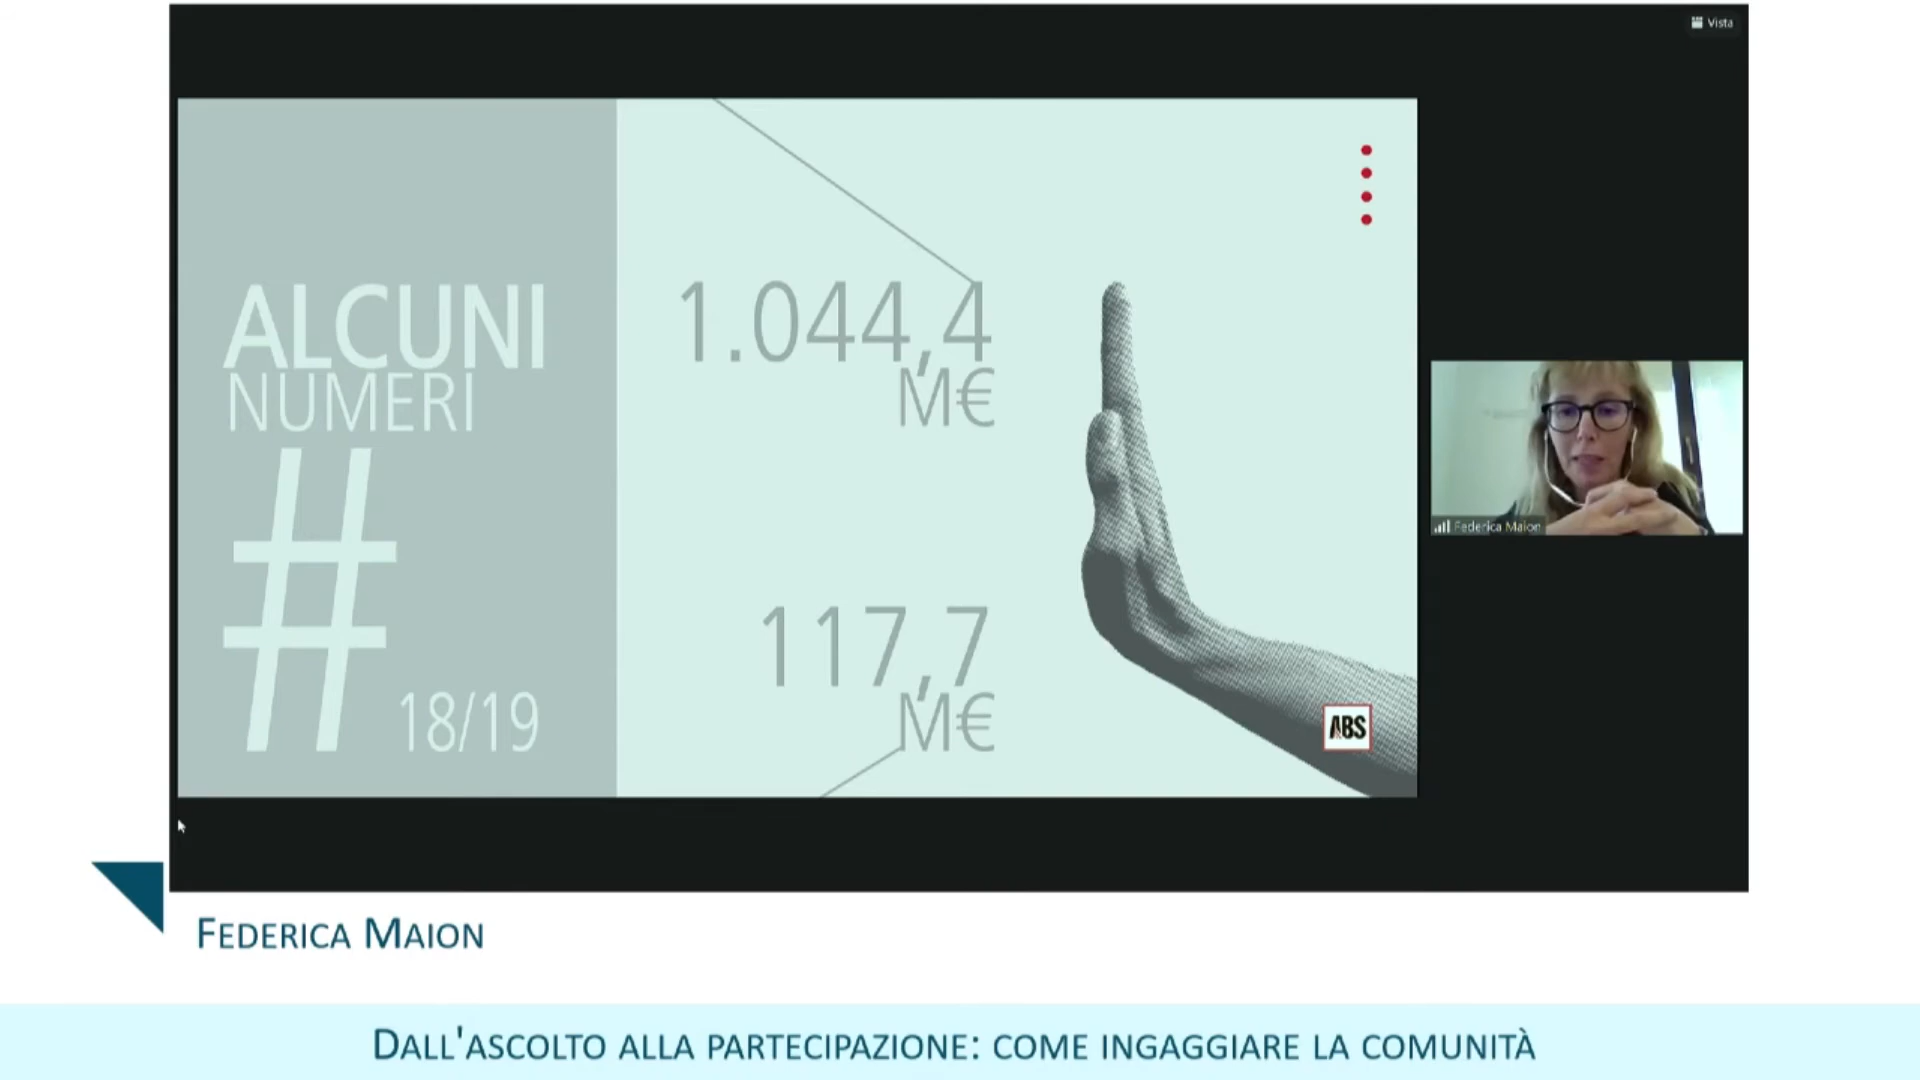 Vista
ALCUNI
NUMERI
#
18/19
1.044,4
M€
117,7
M€
ABS
Federica Maion
FEDERICA MAION
DALL'ASCOLTO ALLA PARTECIPAZIONE: COME INGAGGIARE LA COMUNITÀ